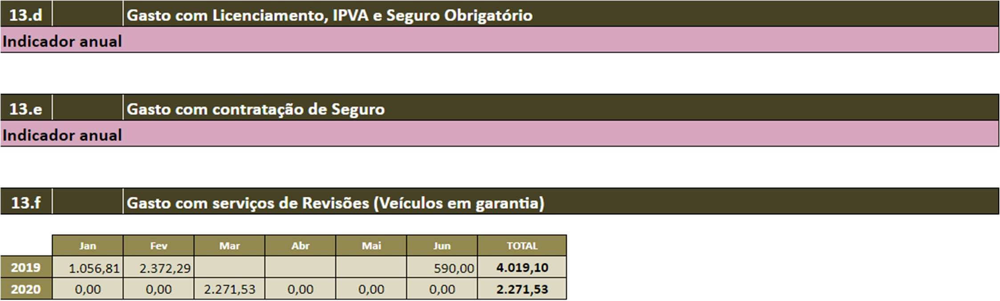 13.d Gasto com Licenciamento, IPVA e Seguro Obrigatório
Indicador anual
13.e Gasto com contratação de Seguro
Indicador anual
13.f Gasto com serviços de Revisões (Veículos em garantia)
Jan Fev Mar Abr Mai Jun TOTAL
2019 1.056,81 2.372,29 590,00 4.019,10
2020 0,00 0,00 2.271,53 0,00 0,00 0,00 2.271,53